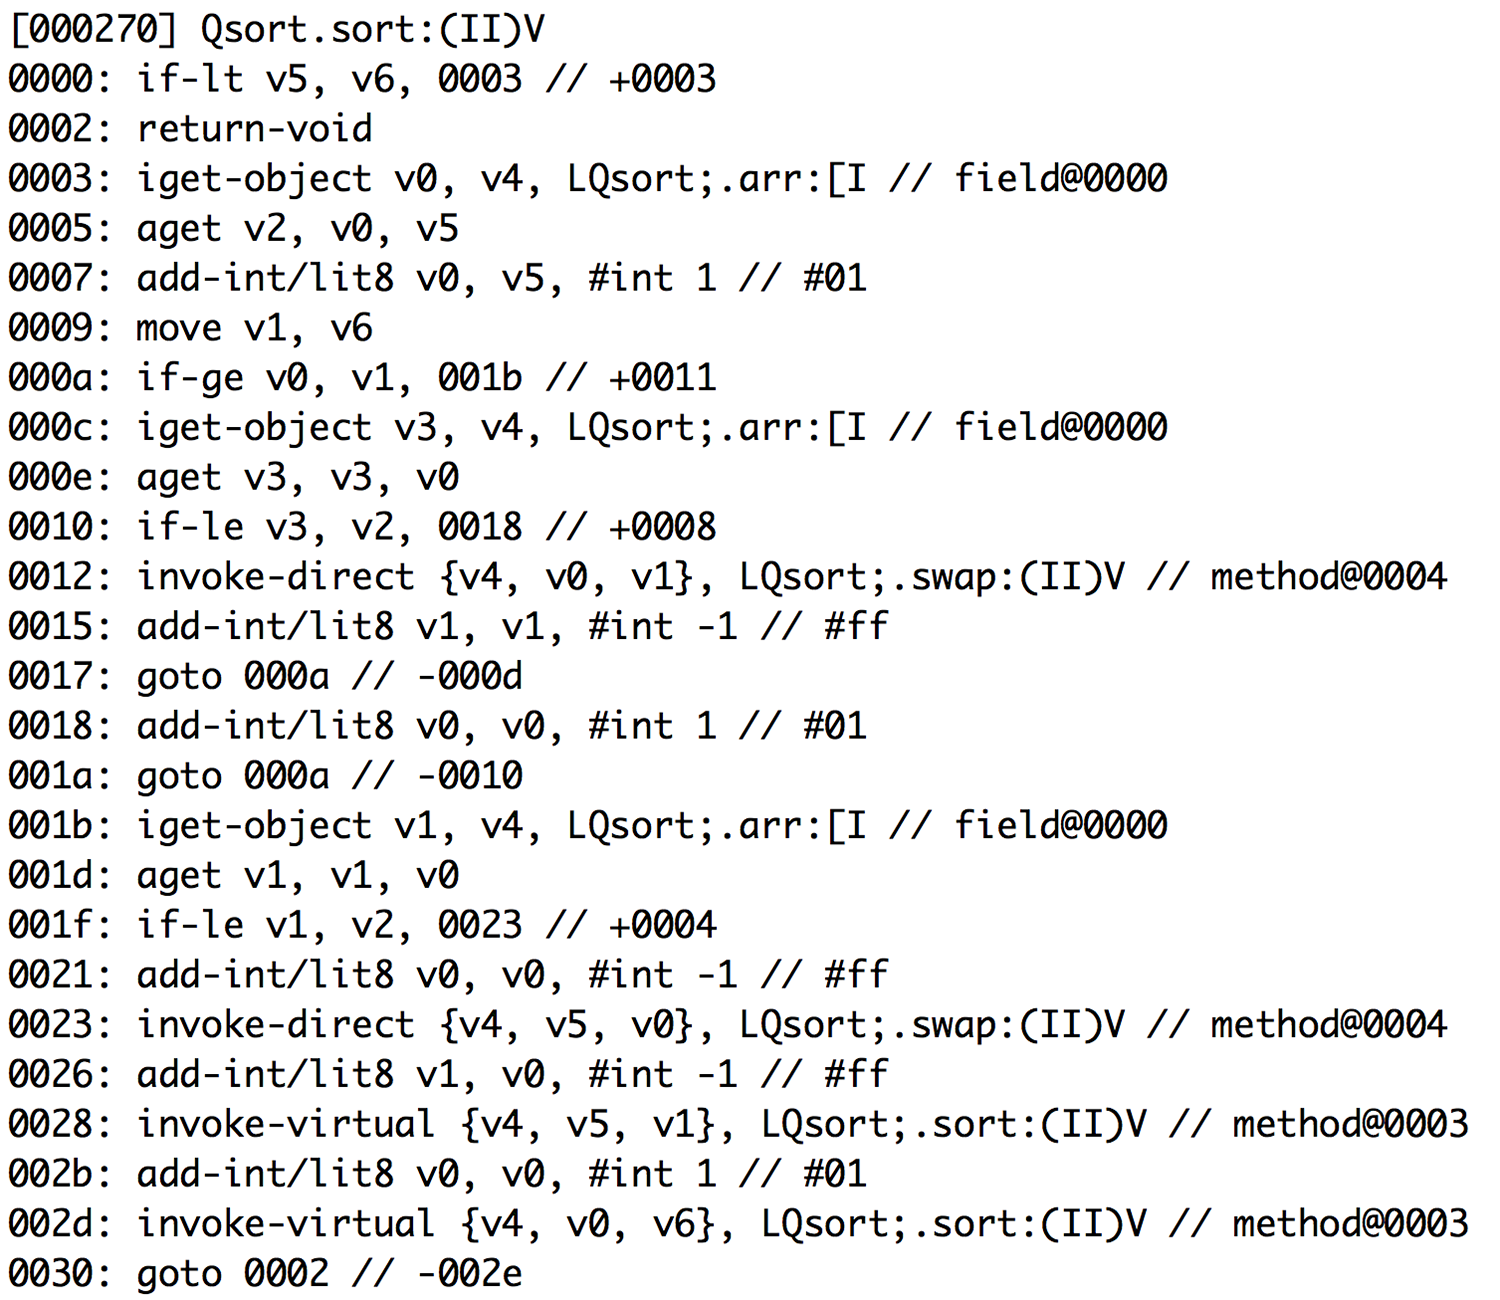 [000270] Qsort.sort:(II)V
0000: if-lt v5, v6, 0003 // +0003
0002: return-void
0003: iget-object v0, v4, LQsort;.arr:[I // field@0000
0005: aget v2, v0, v5
0007: add-int/lit8 v0, v5, #int 1 // #01
0009: move v1, v6
000a: if-ge v0, v1, 001b // +0011
000c: iget-object v3, v4, LQsort;.arr:[I // field@0000
000e: aget v3, v3, v0
0010: if-le v3, v2, 0018 // +0008
0012: invoke-direct {v4, v0, v1}, LQsort;.swap:(II)V // method@0004
0015: add-int/lit8 v1, v1, #int -1 // #ff
0017: goto 000a // -000d
0018: add-int/lit8 v0, v0, #int 1 // #01
001a: goto 000a // -0010
001b: iget-object v1, v4, LQsort;.arr:[I // field@0000
001d: aget v1, v1, v0
001f: if-le v1, v2, 0023 // +0004
0021: add-int/lit8 v0, v0, #int -1 // #ff
0023: invoke-direct {v4, v5, v0}, LQsort;.swap:(II)V // method@0004
0026: add-int/lit8 v1, v0, #int -1 // #ff
0028: invoke-virtual {v4, v5, v1}, LQsort;.sort:(II)V // method@0003
002b: add-int/lit8 v0, v0, #int 1 // #01
002d: invoke-virtual {v4, v0, v6}, LQsort;.sort:(II)V // method@0003
0030: goto 0002 // -002e